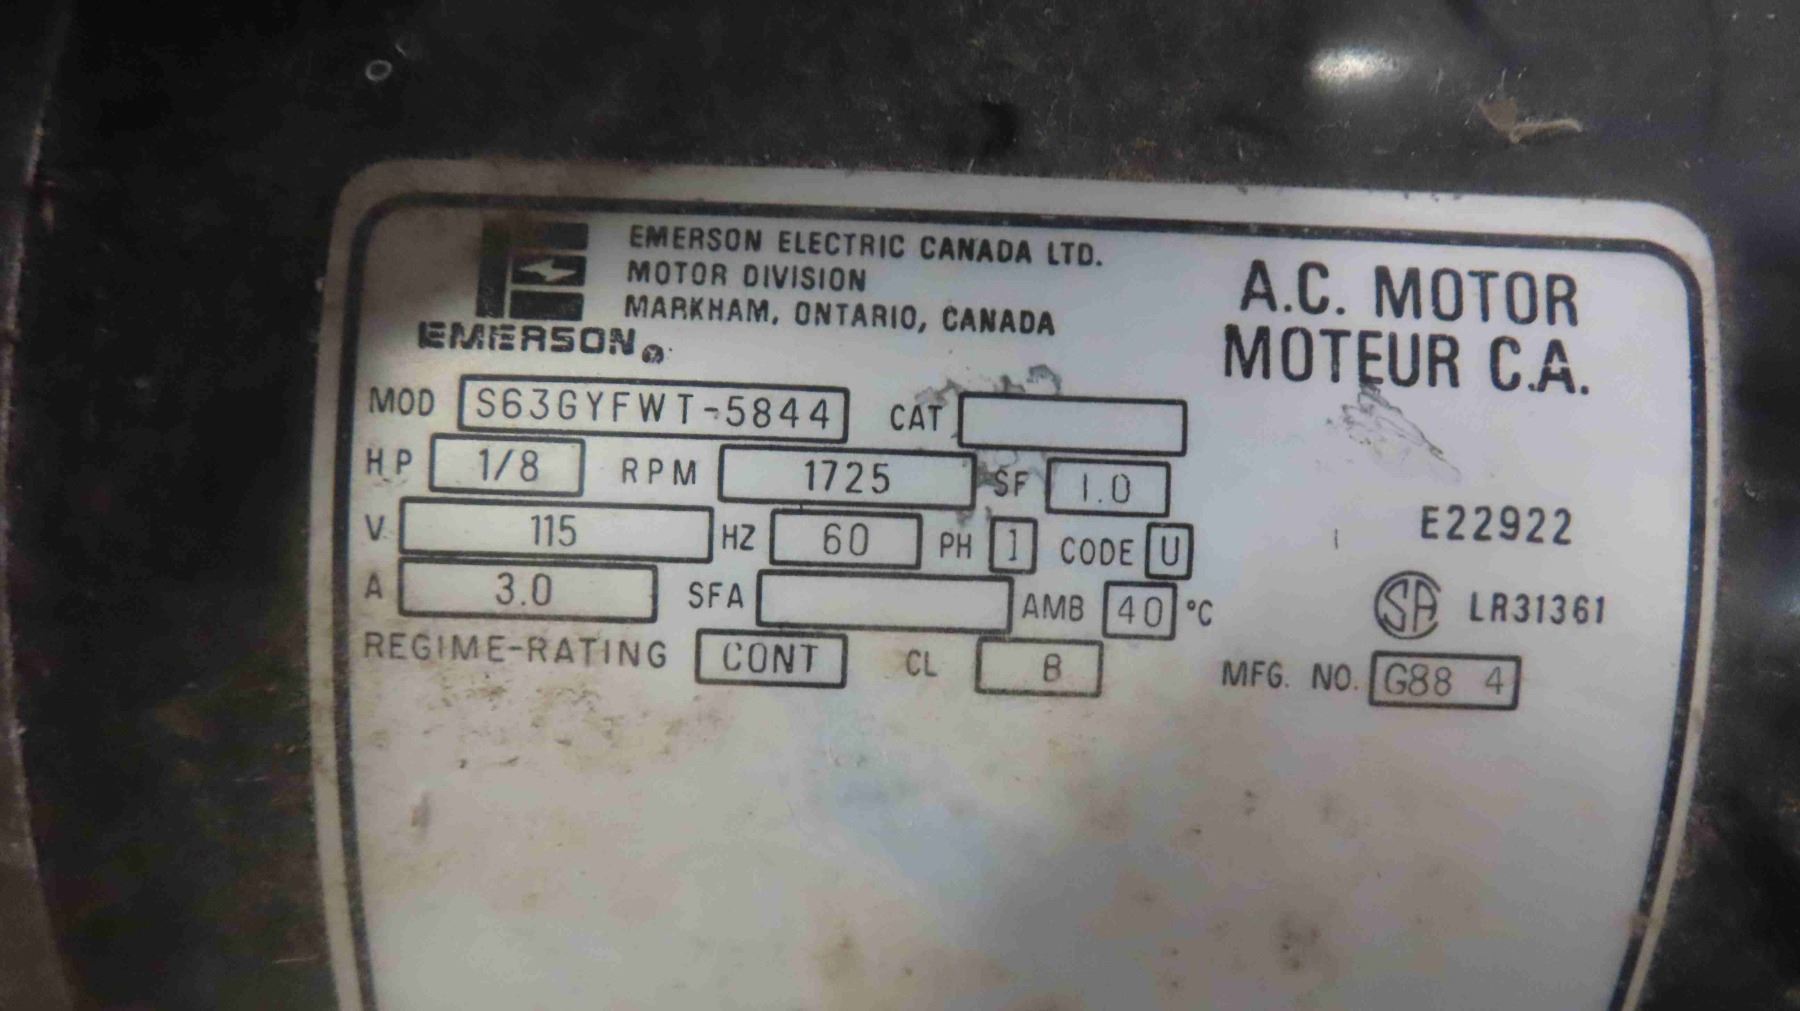 EMERSON ELECTRIC CANADA LTD.
MOTOR DIVISION
MARKHAM, ONTARIO, CANADA
EMERSON®
A.C. MOTOR
MOTEUR C.A.
MOD S63GYFWT-5844 CAT
HP 1/8 RPM 1725 SF 1.0
V 115 HZ 60 PH 1 CODE U
E22922
A 3.0 SFA AMB 40 °C
SA LR31361
REGIME-RATING CONT CL B
MFG. NO. G88 4